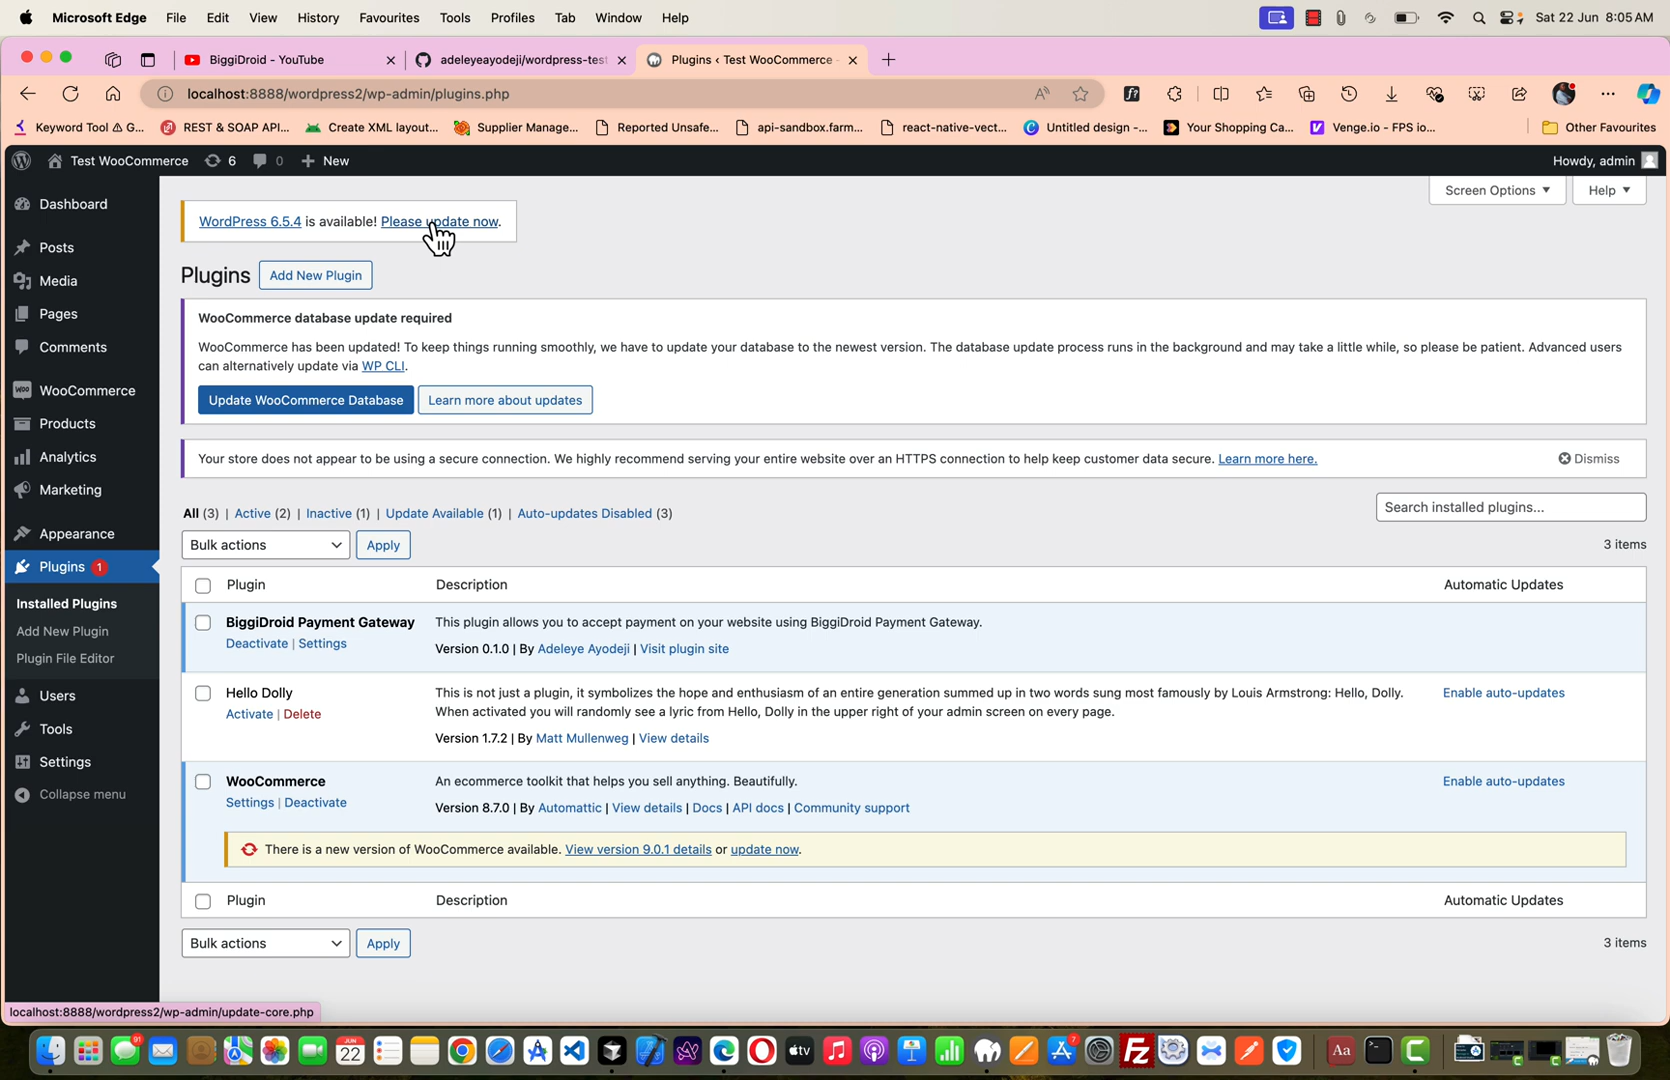 Microsoft Edge File Edit View History Favourites Tools Profiles Tab Window Help Sat 22 Jun 8:05 AM
BiggiDroid - YouTube adeleyeayodeji/wordpress-test Plugins ‹ Test WooCommerce
localhost:8888/wordpress2/wp-admin/plugins.php
Keyword Tool ⚠ G... REST & SOAP API... Create XML layout... Supplier Manage... Reported Unsafe... api-sandbox.farm... react-native-vect... Untitled design -... Your Shopping Ca... Venge.io - FPS io... Other Favourites
Test WooCommerce 6 0 + New Howdy, admin
Screen Options ▼ Help ▼
Dashboard
Posts
Media
Pages
Comments
WooCommerce
Products
Analytics
Marketing
Appearance
Plugins 1
Installed Plugins
Add New Plugin
Plugin File Editor
Users
Tools
Settings
Collapse menu
WordPress 6.5.4 is available! Please update now.
Plugins Add New Plugin
WooCommerce database update required
WooCommerce has been updated! To keep things running smoothly, we have to update your database to the newest version. The database update process runs in the background and may take a little while, so please be patient. Advanced users
can alternatively update via WP CLI.
Update WooCommerce Database Learn more about updates
Your store does not appear to be using a secure connection. We highly recommend serving your entire website over an HTTPS connection to help keep customer data secure. Learn more here. Dismiss
All (3) | Active (2) | Inactive (1) | Update Available (1) | Auto-updates Disabled (3)
Search installed plugins...
Bulk actions Apply 3 items
Plugin Description Automatic Updates
BiggiDroid Payment Gateway This plugin allows you to accept payment on your website using BiggiDroid Payment Gateway.
Deactivate | Settings Version 0.1.0 | By Adeleye Ayodeji | Visit plugin site
Hello Dolly This is not just a plugin, it symbolizes the hope and enthusiasm of an entire generation summed up in two words sung most famously by Louis Armstrong: Hello, Dolly. Enable auto-updates
Activate | Delete When activated you will randomly see a lyric from Hello, Dolly in the upper right of your admin screen on every page.
Version 1.7.2 | By Matt Mullenweg | View details
WooCommerce An ecommerce toolkit that helps you sell anything. Beautifully. Enable auto-updates
Settings | Deactivate Version 8.7.0 | By Automattic | View details | Docs | API docs | Community support
There is a new version of WooCommerce available. View version 9.0.1 details or update now.
Plugin Description Automatic Updates
Bulk actions Apply 3 items
localhost:8888/wordpress2/wp-admin/update-core.php